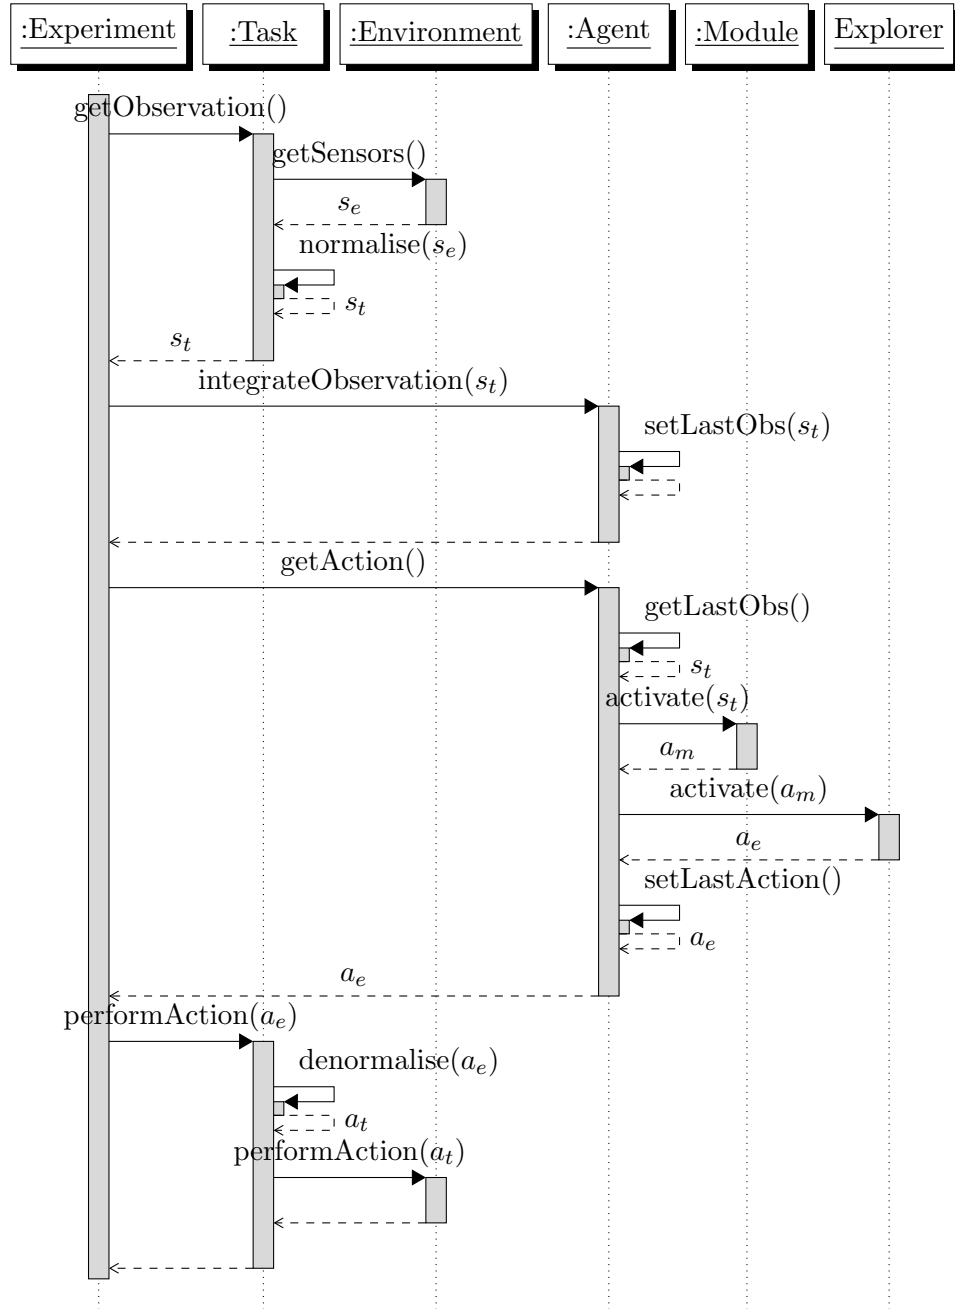 :Experiment :Task :Environment :Agent :Module Explorer
getObservation()
getSensors()
s_e
normalise(s_e)
s_t
s_t
integrateObservation(s_t)
setLastObs(s_t)
getAction()
getLastObs()
s_t
activate(s_t)
a_m
activate(a_m)
a_e
setLastAction()
a_e
a_e
performAction(a_e)
denormalise(a_e)
a_t
performAction(a_t)